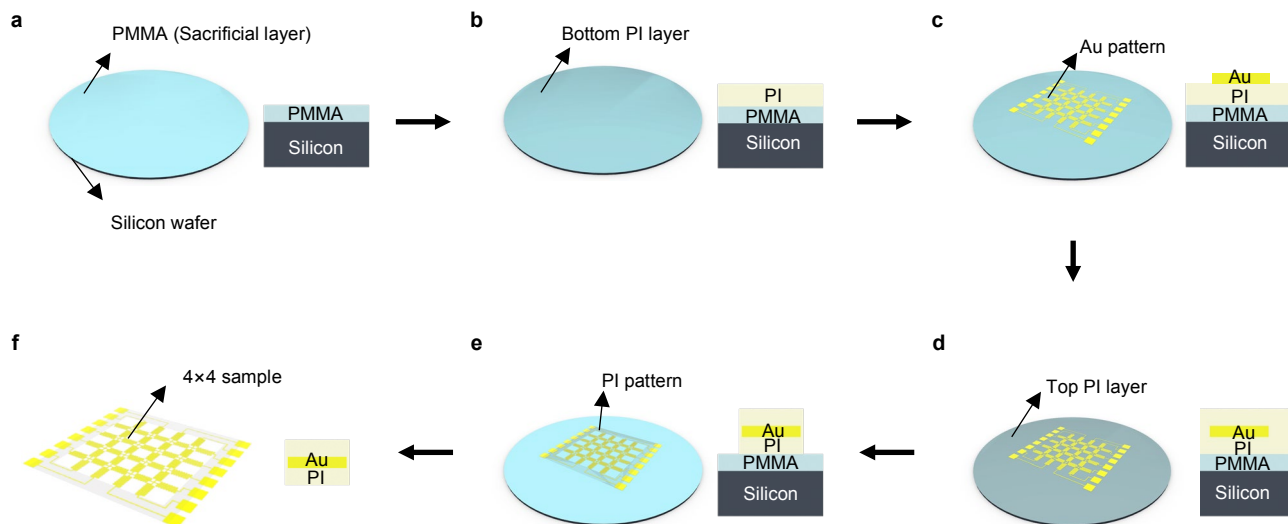 a
PMMA (Sacrificial layer)
PMMA
Silicon
Silicon wafer
b
Bottom PI layer
PI
PMMA
Silicon
c
Au pattern
Au
PI
PMMA
Silicon
f
4×4 sample
Au
PI
e
PI pattern
Au
PI
PMMA
Silicon
d
Top PI layer
Au
PI
PMMA
Silicon